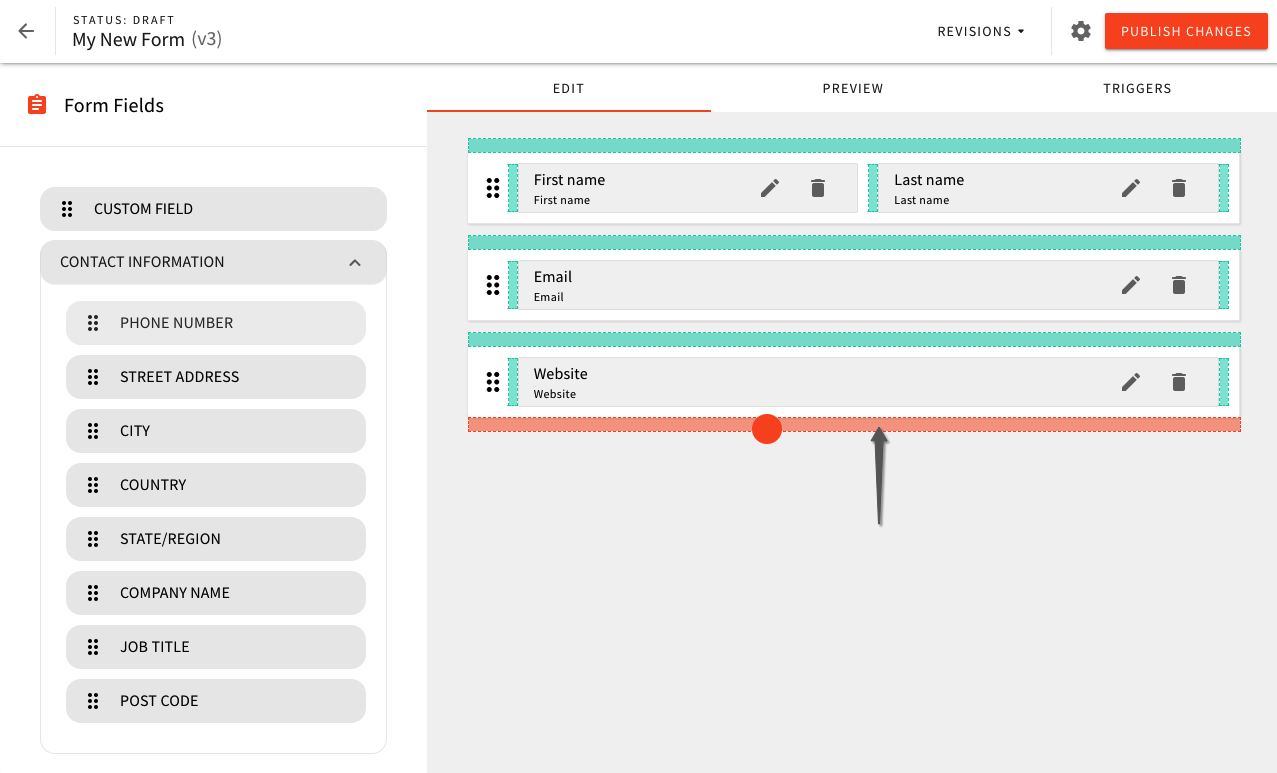 STATUS: DRAFT
My New Form (v3)
REVISIONS
PUBLISH CHANGES
Form Fields
EDIT
PREVIEW
TRIGGERS
CUSTOM FIELD
CONTACT INFORMATION
PHONE NUMBER
STREET ADDRESS
CITY
COUNTRY
STATE/REGION
COMPANY NAME
JOB TITLE
POST CODE
First name
First name
Last name
Last name
Email
Email
Website
Website